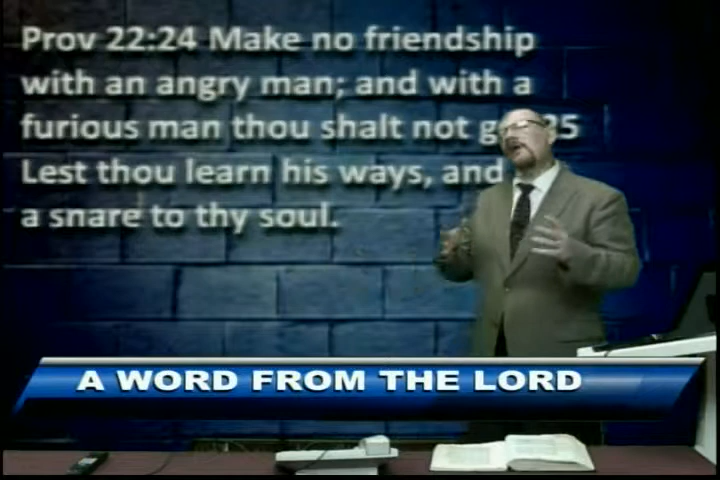 Prov 22:24 Make no friendship
with an angry man; and with a
furious man thou shalt not 25
Lest thou learn his ways, and
a snare to thy soul.
A WORD FROM THE LORD